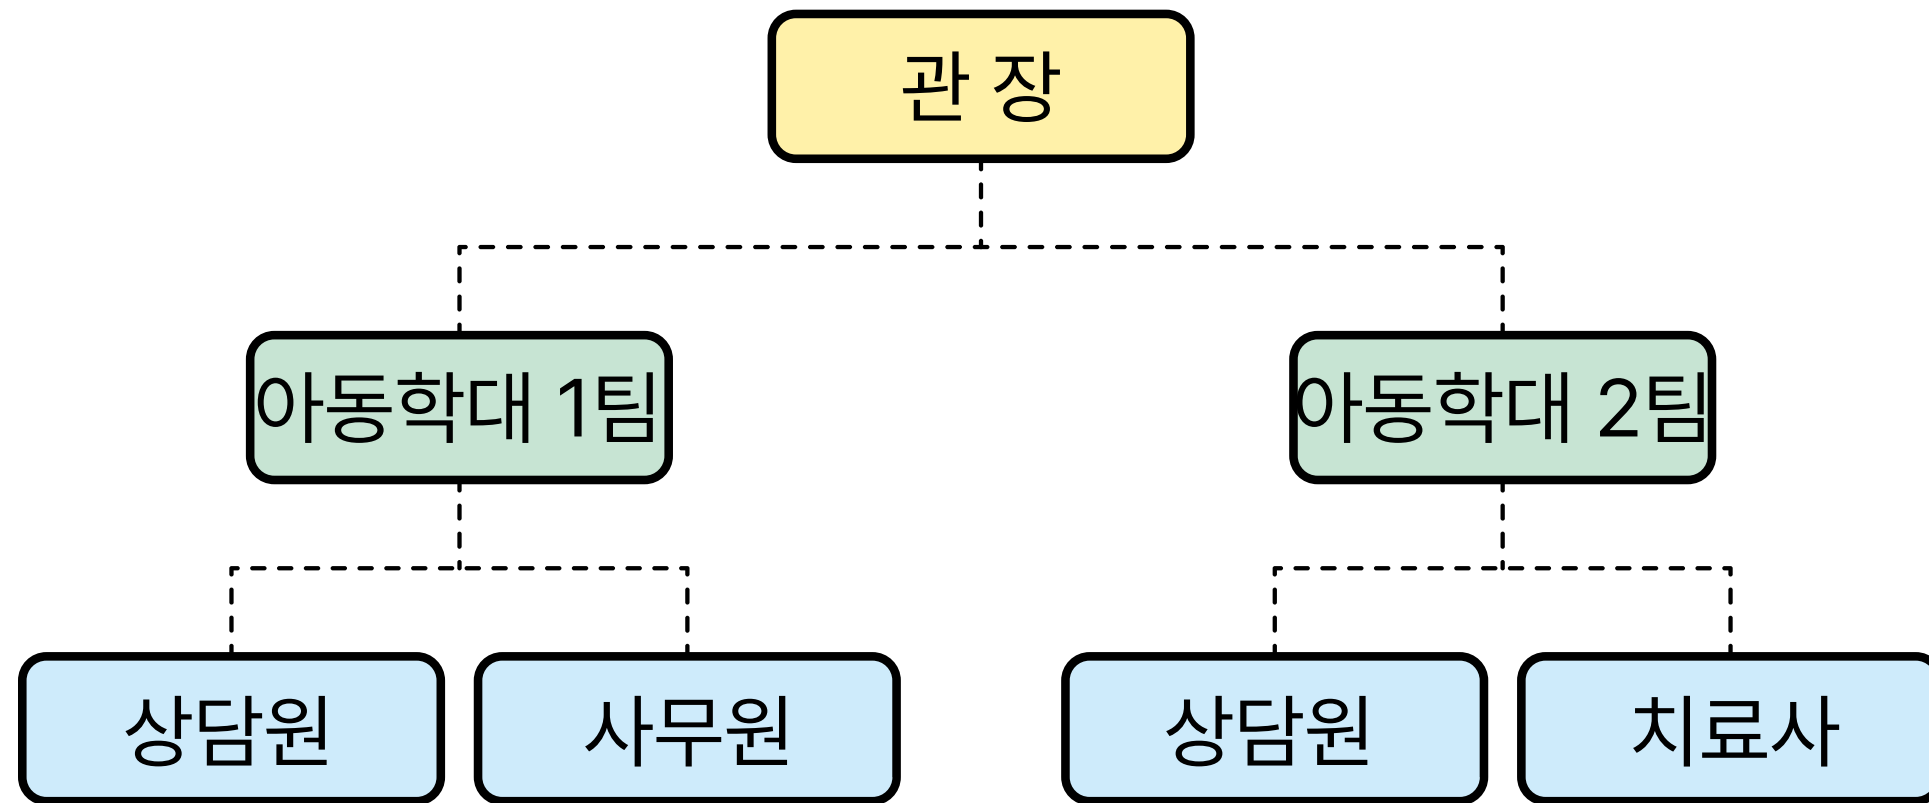 관 장
아동학대 1팀
아동학대 2팀
상담원
사무원
상담원
치료사